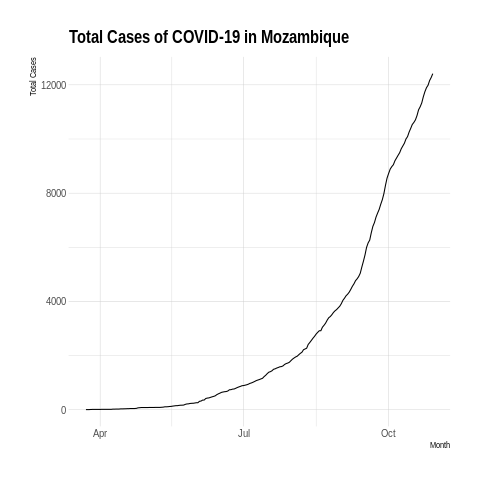 Total Cases of COVID-19 in Mozambique
Total Cases
12000
8000
4000
0
Apr Jul Oct
Month